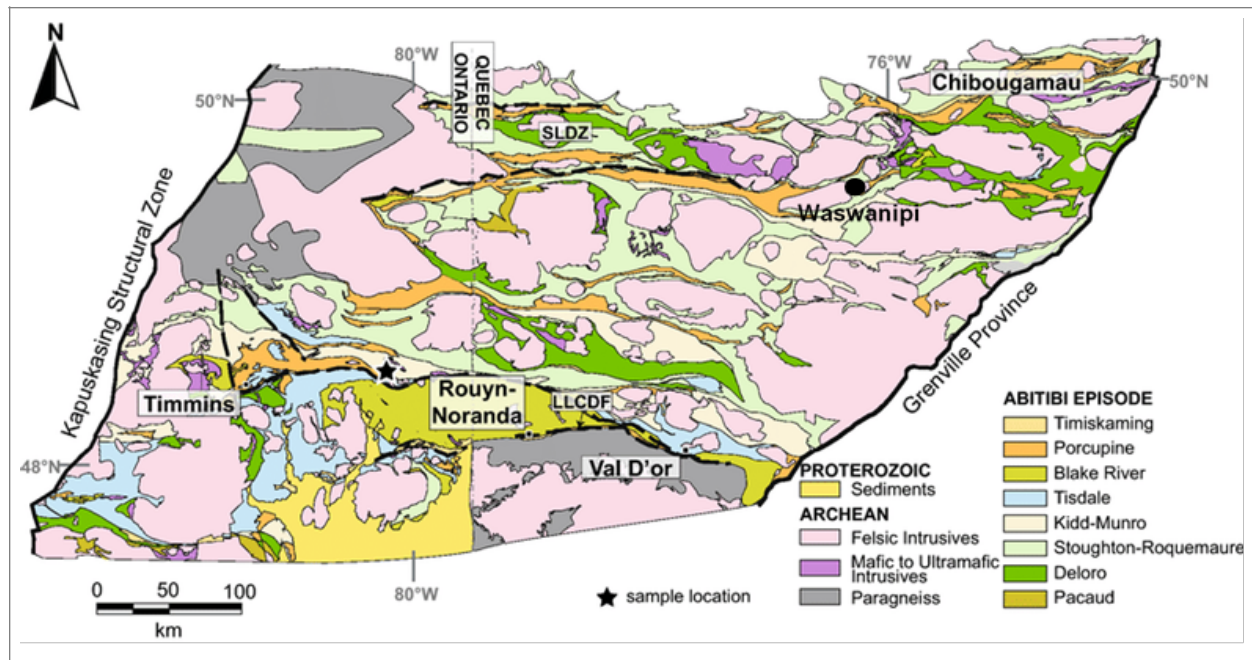 N
80°W
QUEBEC
ONTARIO
76°W
Chibougamau
50°N
50°N
SLDZ
Waswanipi
Kapuskasing Structural Zone
Grenville Province
Timmins
Rouyn-
Noranda
LLCDF
Val D'or
48°N
80°W
0 50 100
km
sample location
PROTEROZOIC
Sediments
ARCHEAN
Felsic Intrusives
Mafic to Ultramafic
Intrusives
Paragneiss
ABITIBI EPISODE
Timiskaming
Porcupine
Blake River
Tisdale
Kidd-Munro
Stoughton-Roquemaure
Deloro
Pacaud